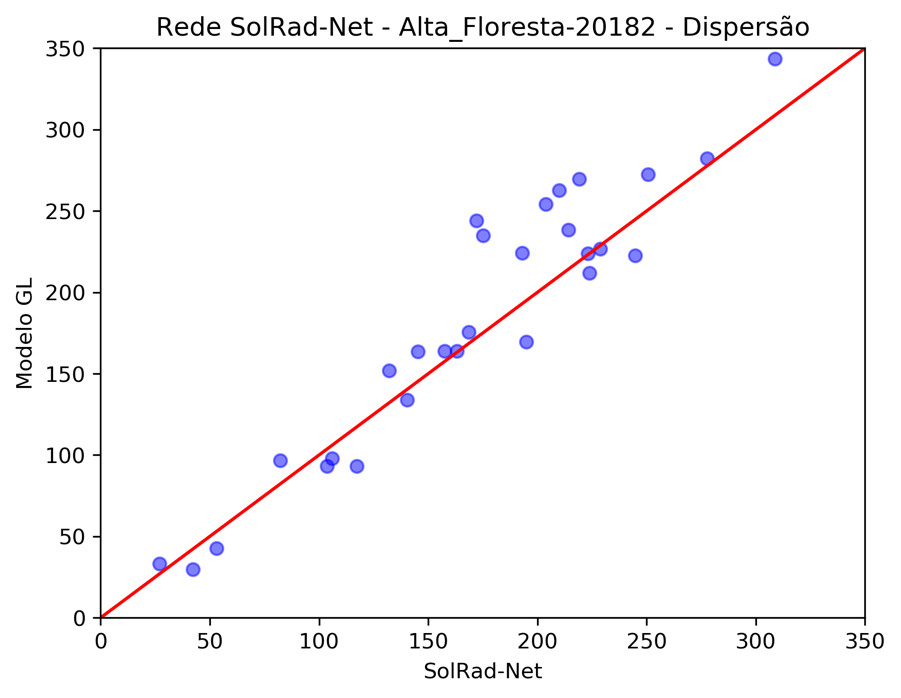 Rede SolRad-Net - Alta_Floresta-20182 - Dispersão
350
300
250
200
150
100
50
0
Modelo GL
0 50 100 150 200 250 300 350
SolRad-Net